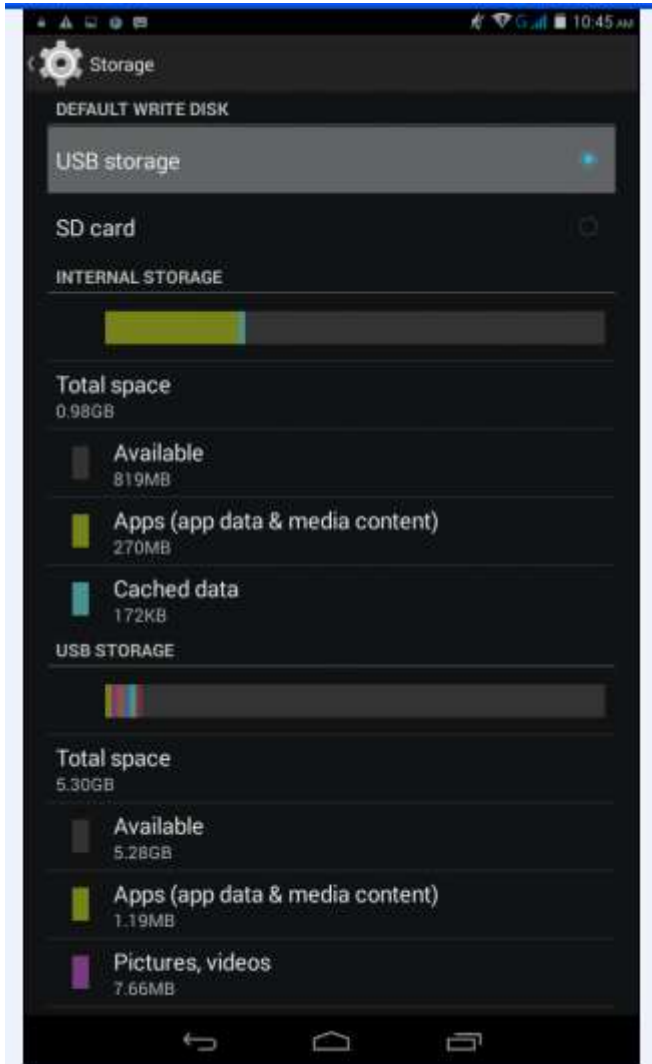 G 10:45 AM
Storage
DEFAULT WRITE DISK
USB storage
SD card
INTERNAL STORAGE
Total space
0.98GB
Available
819MB
Apps (app data & media content)
270MB
Cached data
172KB
USB STORAGE
Total space
5.30GB
Available
5.28GB
Apps (app data & media content)
1.19MB
Pictures, videos
7.66MB